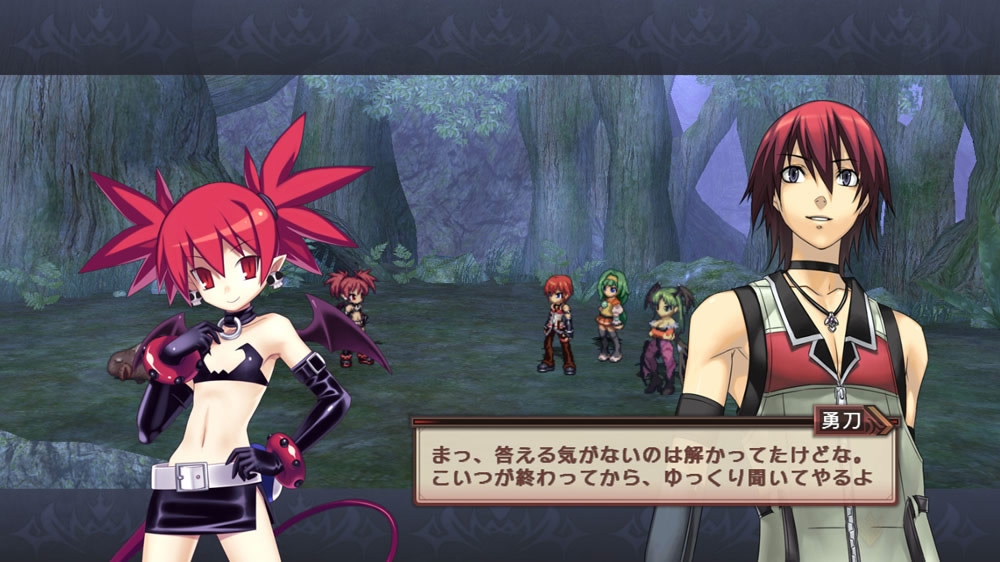 勇刀
まっ、答える気がないのは解かってたけどな。
こいつが終わってから、ゆっくり聞いてやるよ